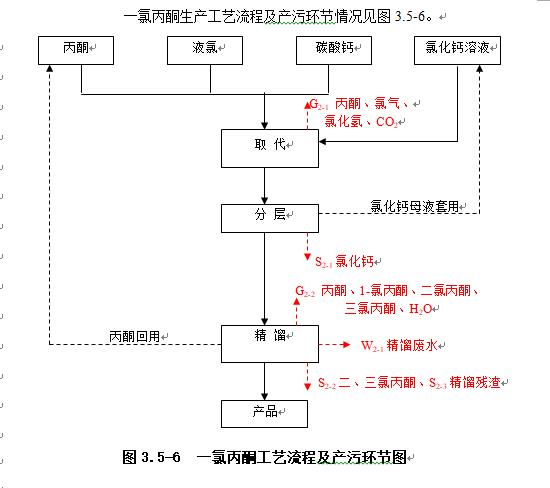 一氯丙酮生产工艺流程及产污环节情况见图3.5-6。
丙酮 液氯 碳酸钙 氯化钙溶液
G2-1 丙酮、氯气、
氯化氢、CO2
取 代
分 层
氯化钙母液套用
S2-1 氯化钙
G2-2 丙酮、1-氯丙酮、二氯丙酮、
三氯丙酮、H2O
精 馏
丙酮回用
W2-1 精馏废水
S2-2 二、三氯丙酮、S2-3 精馏残渣
产品
图 3.5-6 一氯丙酮工艺流程及产污环节图